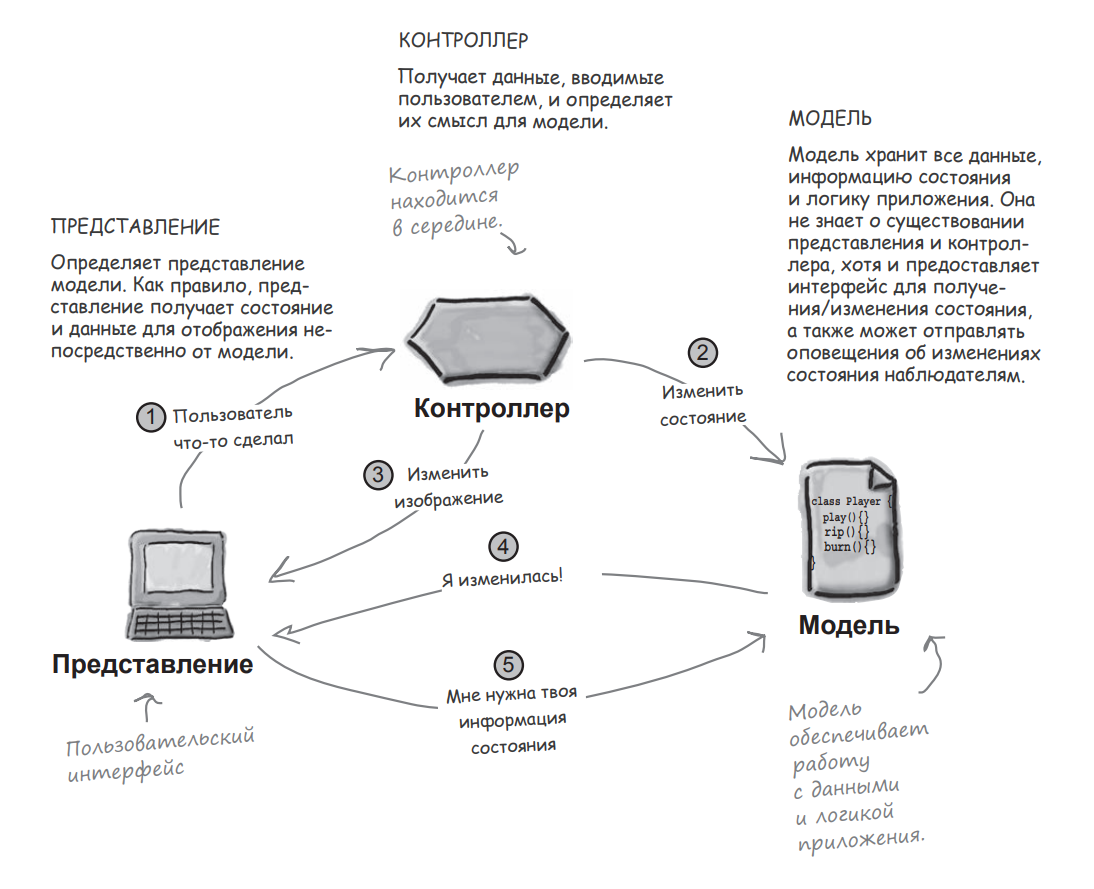 КОНТРОЛЛЕР
Получает данные, вводимые
пользователем, и определяет
их смысл для модели.
Контроллер
находится
в середине.
МОДЕЛЬ
Модель хранит все данные,
информацию состояния
и логику приложения. Она
не знает о существовании
представления и контрол-
лера, хотя и предоставляет
интерфейс для получе-
ния/изменения состояния,
а также может отправлять
оповещения об изменениях
состояния наблюдателям.
ПРЕДСТАВЛЕНИЕ
Определяет представление
модели. Как правило, пред-
ставление получает состояние
и данные для отображения не-
посредственно от модели.
1 Пользователь
что-то сделал
Контроллер
2
Изменить
состояние
3 Изменить
изображение
4
Я изменилась!
class Player {
play(){}
rip(){}
burn(){}
}
Модель
Представление
5
Мне нужна твоя
информация
состояния
Пользовательский
интерфейс
Модель
обеспечивает
работу
с данными
и логикой
приложения.